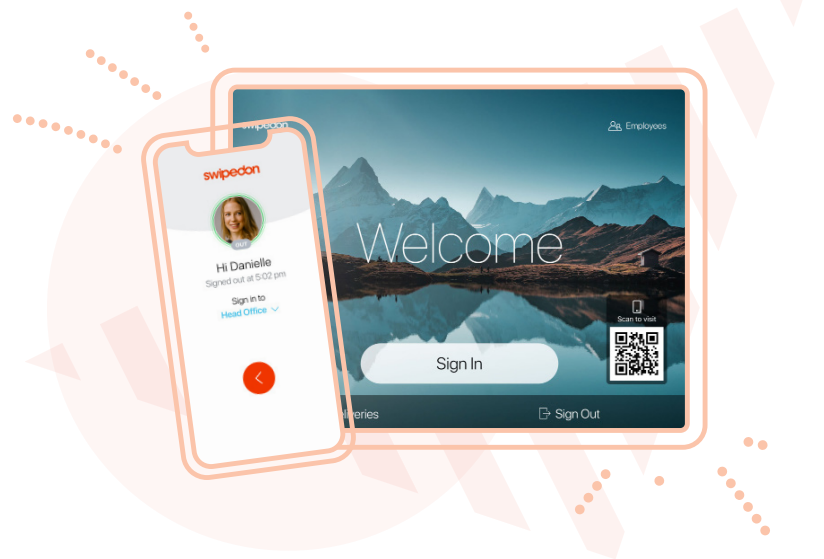 swipedon
Employees
Welcome
Scan to visit
Sign In
Sign Out
swipedon
OUT
Hi Danielle
Signed out at 5:02 pm
Sign in to
Head Office